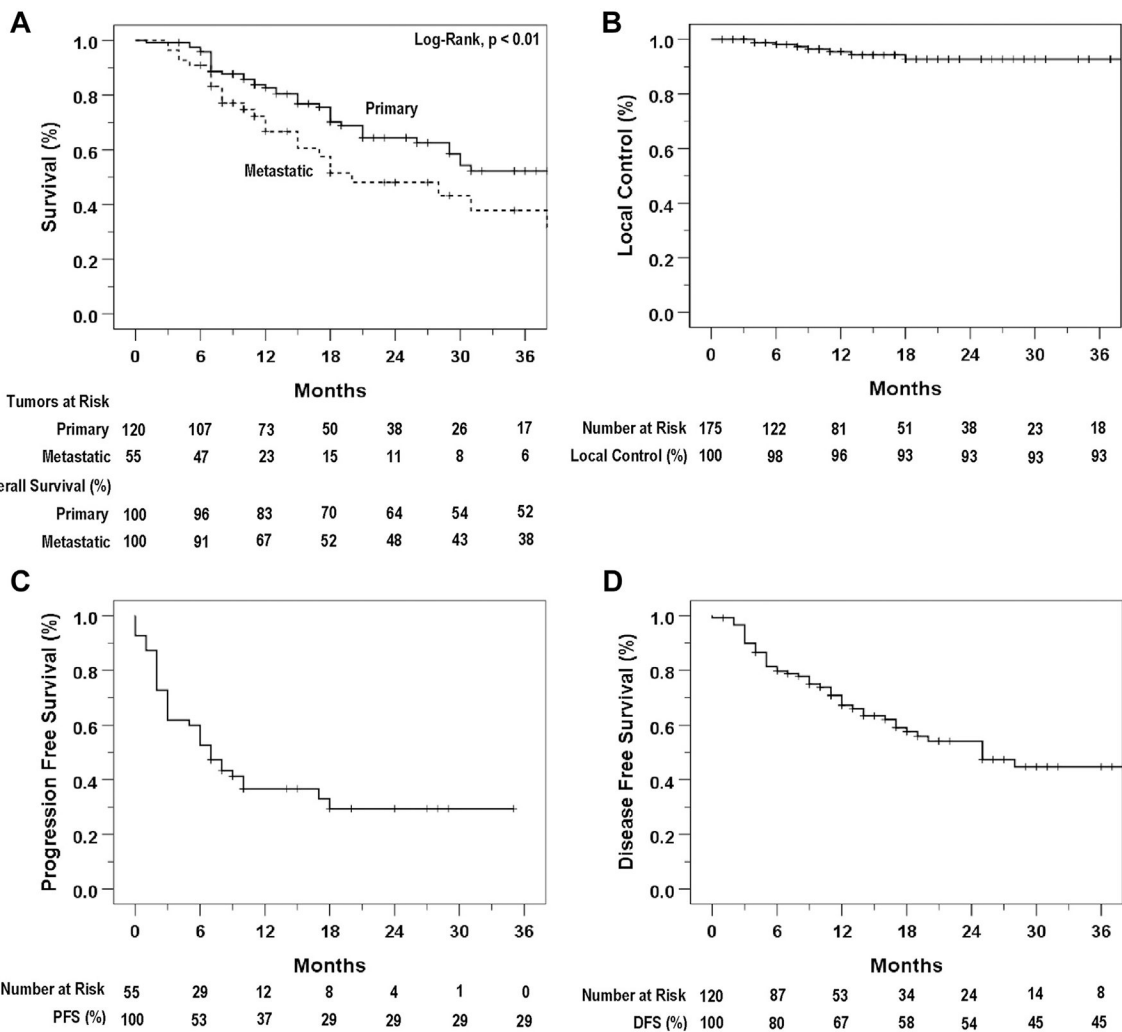 A
Log-Rank, p < 0.01
Primary
Metastatic
Survival (%)
1.0
0.8
0.6
0.4
0.2
0.0
0 6 12 18 24 30 36
Months
Tumors at Risk
Primary 120 107 73 50 38 26 17
Metastatic 55 47 23 15 11 8 6
erall Survival (%)
Primary 100 96 83 70 64 54 52
Metastatic 100 91 67 52 48 43 38
B
Local Control (%)
1.0
0.8
0.6
0.4
0.2
0.0
0 6 12 18 24 30 36
Months
Number at Risk 175 122 81 51 38 23 18
Local Control (%) 100 98 96 93 93 93 93
C
Progression Free Survival (%)
1.0
0.8
0.6
0.4
0.2
0.0
0 6 12 18 24 30 36
Months
Number at Risk 55 29 12 8 4 1 0
PFS (%) 100 53 37 29 29 29 29
D
Disease Free Survival (%)
1.0
0.8
0.6
0.4
0.2
0.0
0 6 12 18 24 30 36
Months
Number at Risk 120 87 53 34 24 14 8
DFS (%) 100 80 67 58 54 45 45